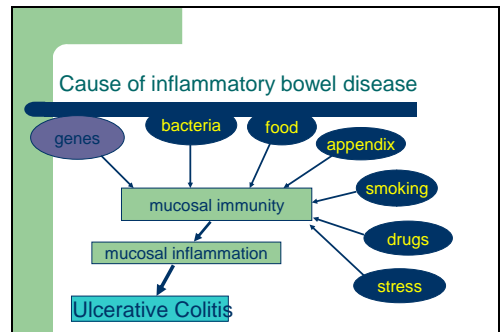 Cause of inflammatory bowel disease
genes
bacteria
food
appendix
smoking
mucosal immunity
drugs
mucosal inflammation
stress
Ulcerative Colitis